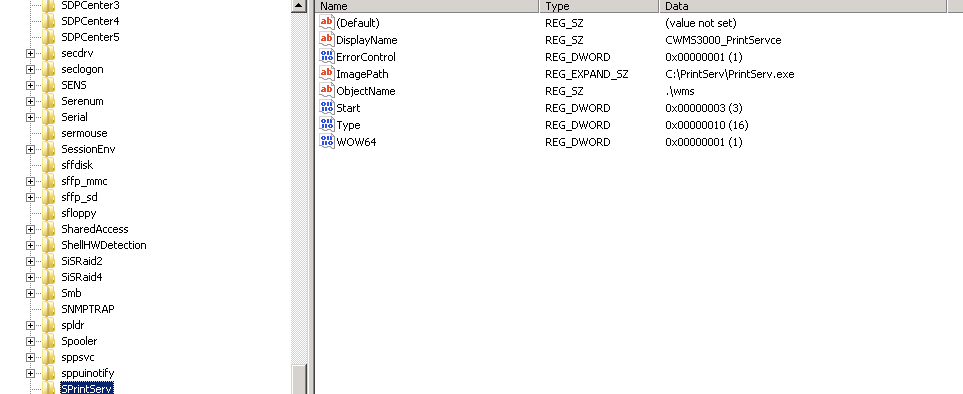 SDPCenter3
SDPCenter4
SDPCenter5
secdrv
seclogon
SENS
Serenum
Serial
sermouse
SessionEnv
sffdisk
sffp_mmc
sffp_sd
sfloppy
SharedAccess
ShellHWDetection
SiSRaid2
SiSRaid4
Smb
SNMPTRAP
spldr
Spooler
sppsvc
sppuinotify
SPrintServ
Name Type Data
(Default) REG_SZ (value not set)
DisplayName REG_SZ CWMS3000_PrintServce
ErrorControl REG_DWORD 0x00000001 (1)
ImagePath REG_EXPAND_SZ C:\PrintServ\PrintServ.exe
ObjectName REG_SZ .\wms
Start REG_DWORD 0x00000003 (3)
Type REG_DWORD 0x00000010 (16)
WOW64 REG_DWORD 0x00000001 (1)